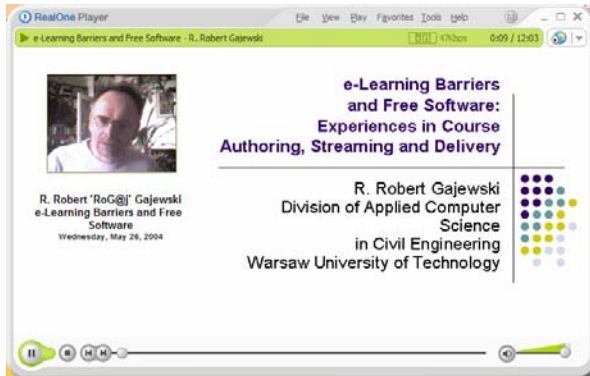 RealOne Player
File View Play Favorites Tools Help
e-Learning Barriers and Free Software - R. Robert Gajewski
47Kbps 0:09 / 12:03
e-Learning Barriers
and Free Software:
Experiences in Course
Authoring, Streaming and Delivery
R. Robert 'RoG@j' Gajewski
e-Learning Barriers and Free
Software
Wednesday, May 26, 2004
R. Robert Gajewski
Division of Applied Computer
Science
in Civil Engineering
Warsaw University of Technology